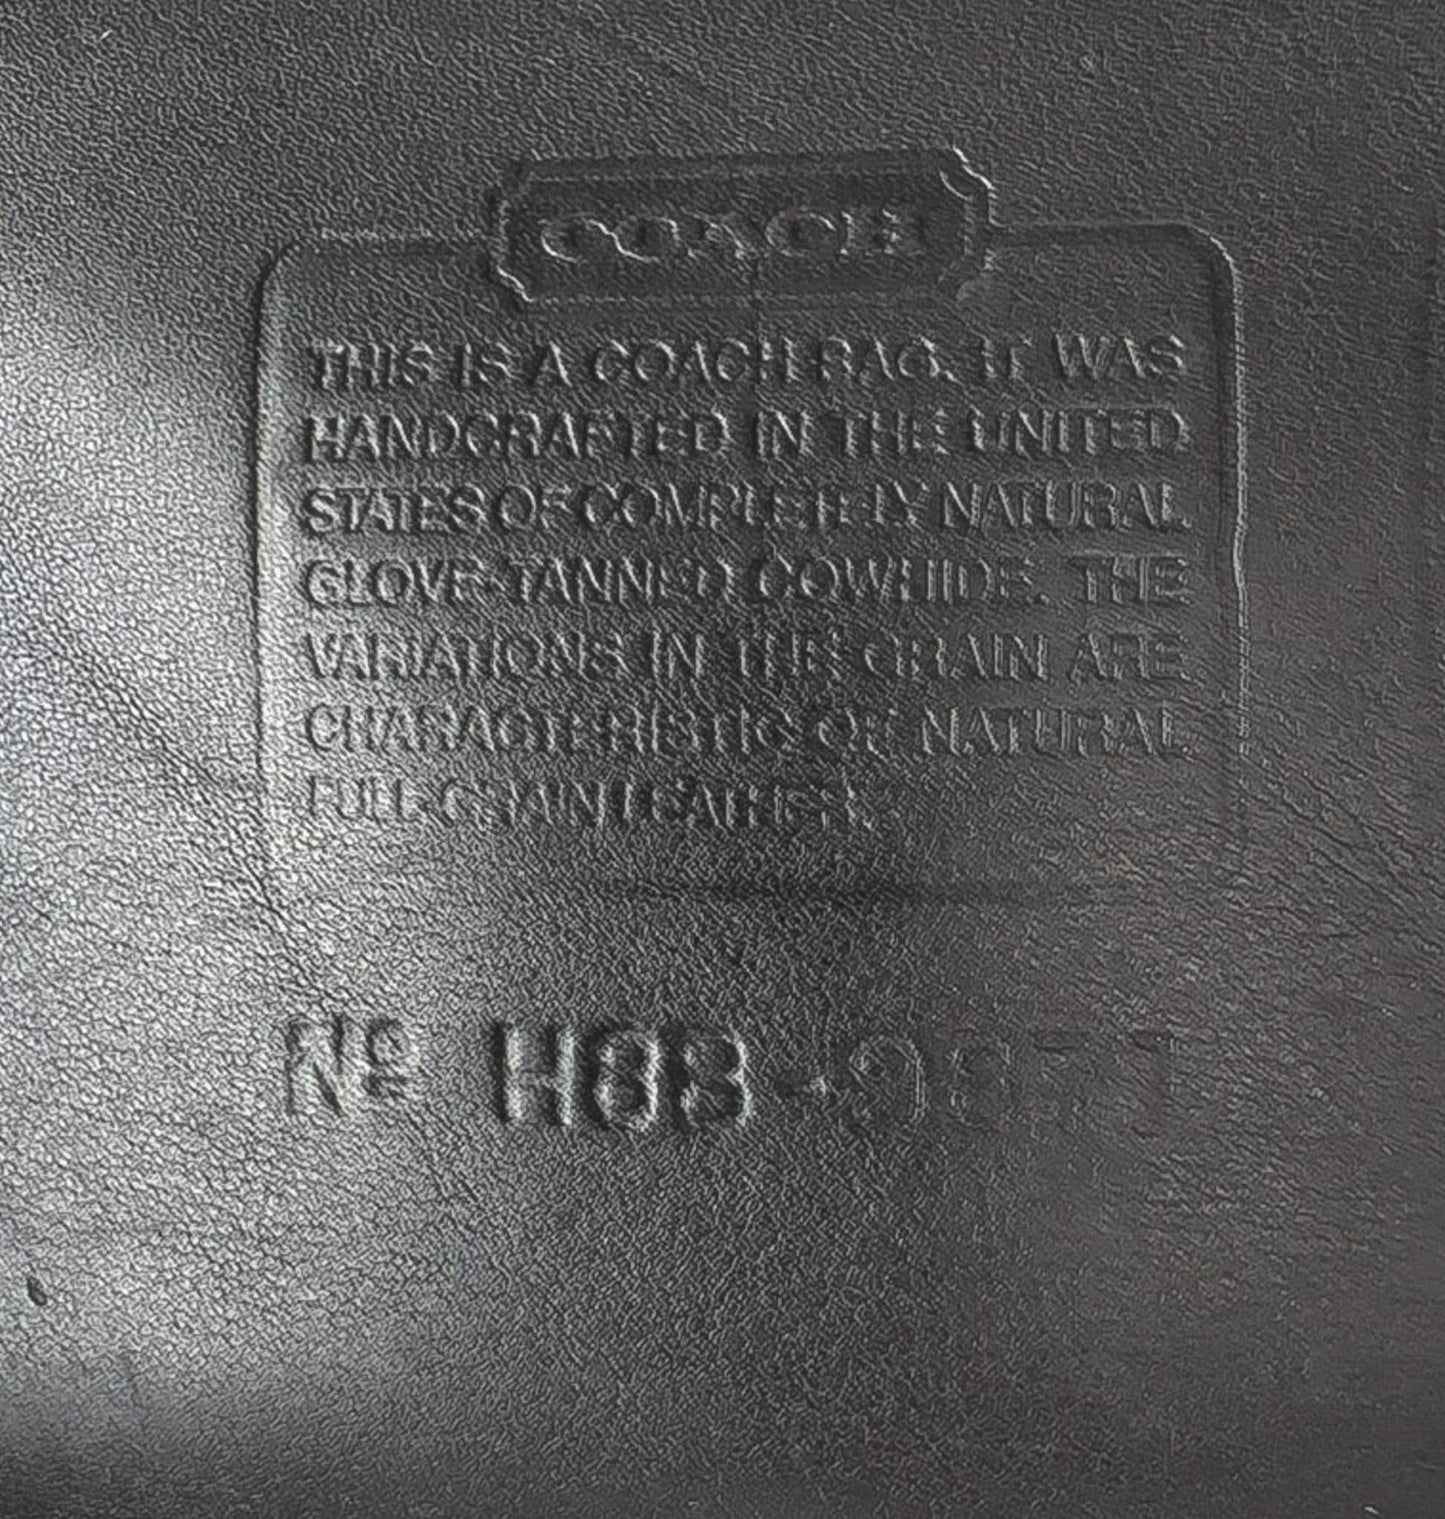 COACH
THIS IS A COACH BAG. IT WAS
HANDCRAFTED IN THE UNITED
STATES OF COMPLETELY NATURAL
GLOVE-TANNED COWHIDE. THE
VARIATIONS IN THE GRAIN ARE
CHARACTERISTIC OF NATURAL
FULL-GRAIN LEATHER.
Nº